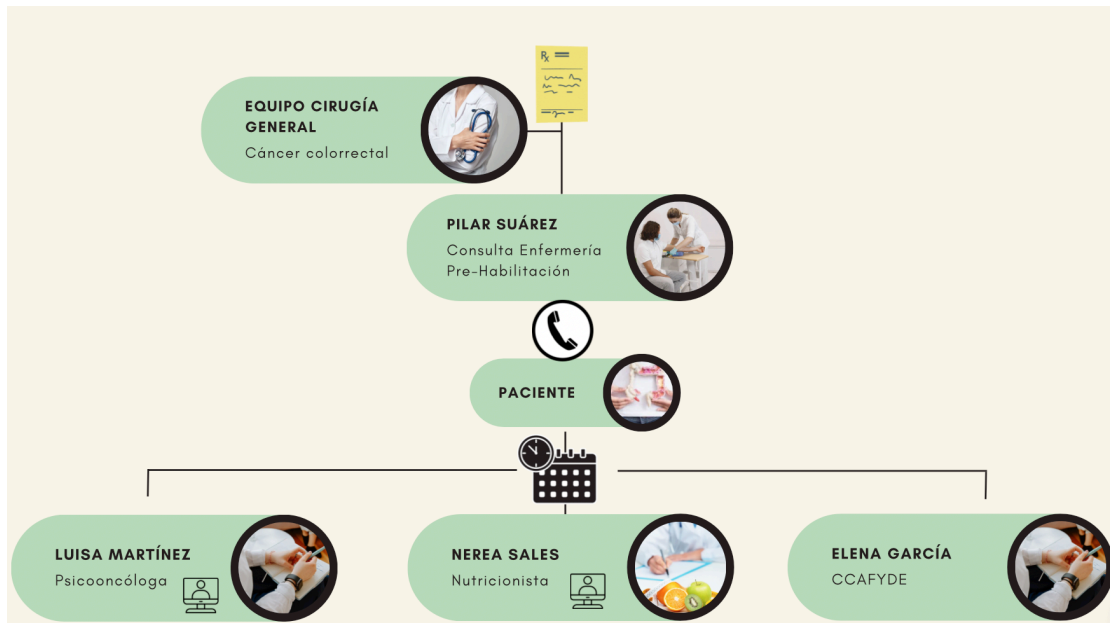 Rx
EQUIPO CIRUGÍA
GENERAL
Cáncer colorrectal
PILAR SUÁREZ
Consulta Enfermería
Pre-Habilitación
PACIENTE
LUISA MARTÍNEZ
Psicooncóloga
NEREA SALES
Nutricionista
ELENA GARCÍA
CCAFYDE